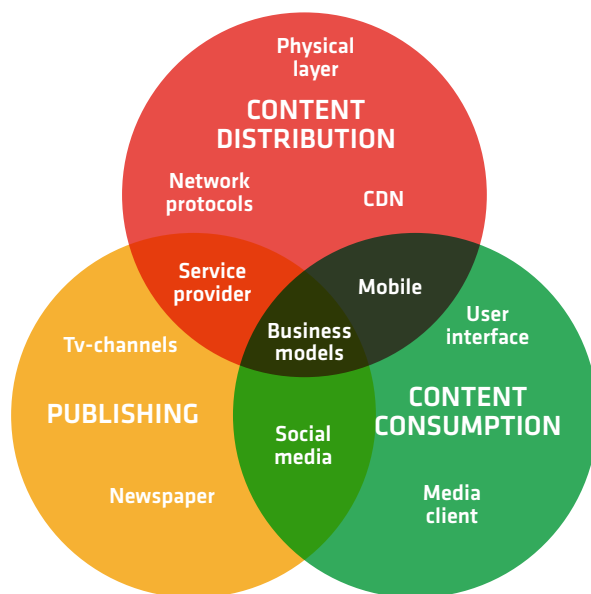 Physical
layer
CONTENT
DISTRIBUTION
Network
protocols
CDN
Service
provider
Mobile
Business
models
User
interface
Tv-channels
PUBLISHING
CONTENT
CONSUMPTION
Social
media
Newspaper
Media
client